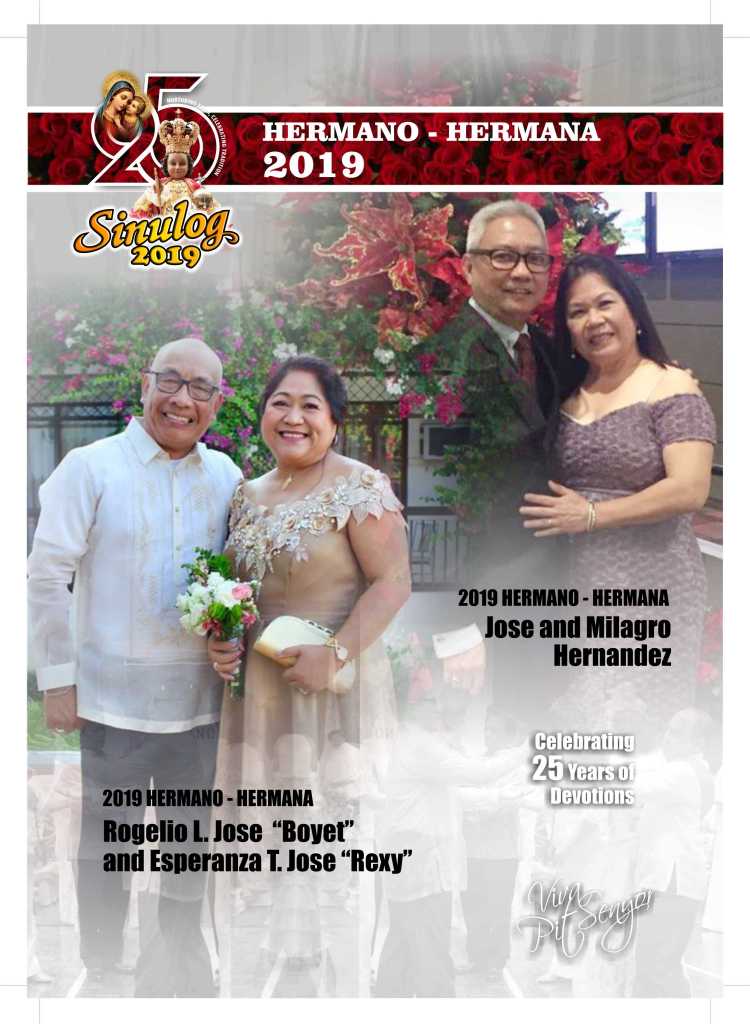 25
NURTURING FAITH, CELEBRATING TRADITION
Sinulog
2019
HERMANO - HERMANA
2019
2019 HERMANO - HERMANA
Jose and Milagro
Hernandez
Celebrating
25 Years of
Devotions
2019 HERMANO - HERMANA
Rogelio L. Jose “Boyet”
and Esperanza T. Jose “Rexy”
Viva
Pit Senyor